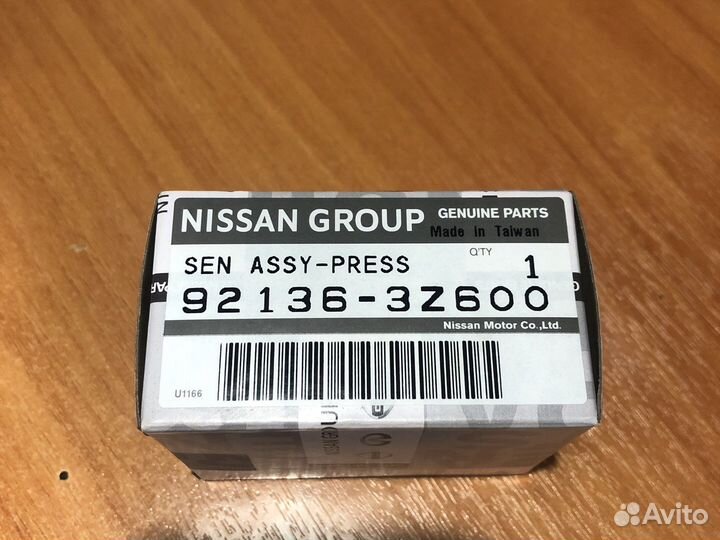 NISSAN GROUP GENUINE PARTS
Made in Taiwan
SEN ASSY-PRESS Q'TY 1
92136-3Z600
Nissan Motor Co.,Ltd.
U1166
Avito